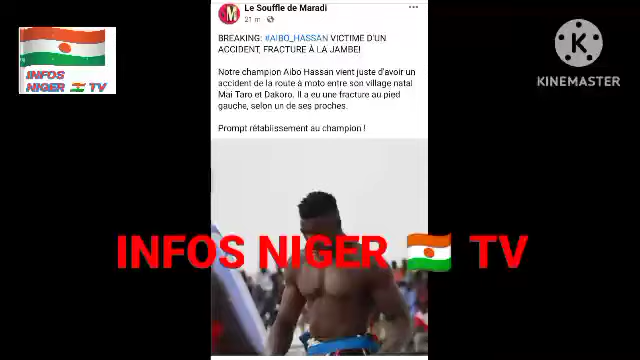 Le Souffle de Maradi
21 m
BREAKING: #AIBO_HASSAN VICTIME D'UN
ACCIDENT, FRACTURE À LA JAMBE!
Notre champion Aibo Hassan vient juste d'avoir un
accident de la route à moto entre son village natal
Mai Taro et Dakoro. Il a eu une fracture au pied
gauche, selon un de ses proches.
Prompt rétablissement au champion !
INFOS
NIGER TV
KINEMASTER
INFOS NIGER 🇳🇪 TV